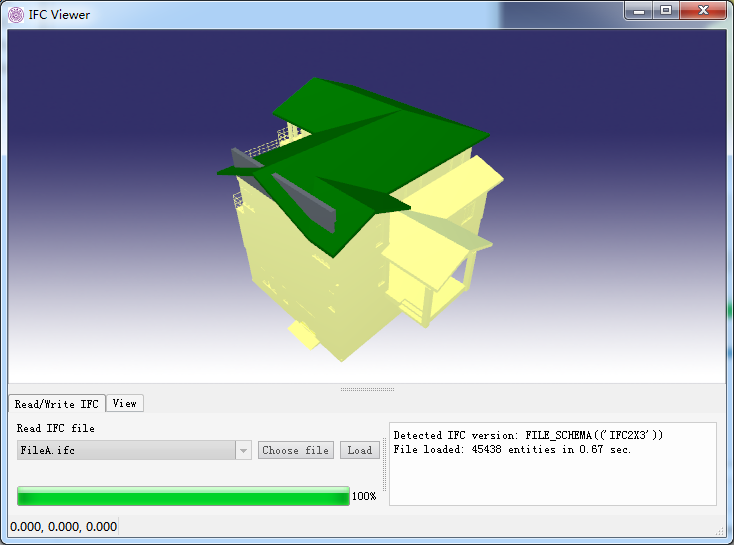 IFC Viewer
Read/Write IFC View
Read IFC file
FileA.ifc Choose file Load
100%
Detected IFC version: FILE_SCHEMA(('IFC2X3'))
File loaded: 45438 entities in 0.67 sec.
0.000, 0.000, 0.000